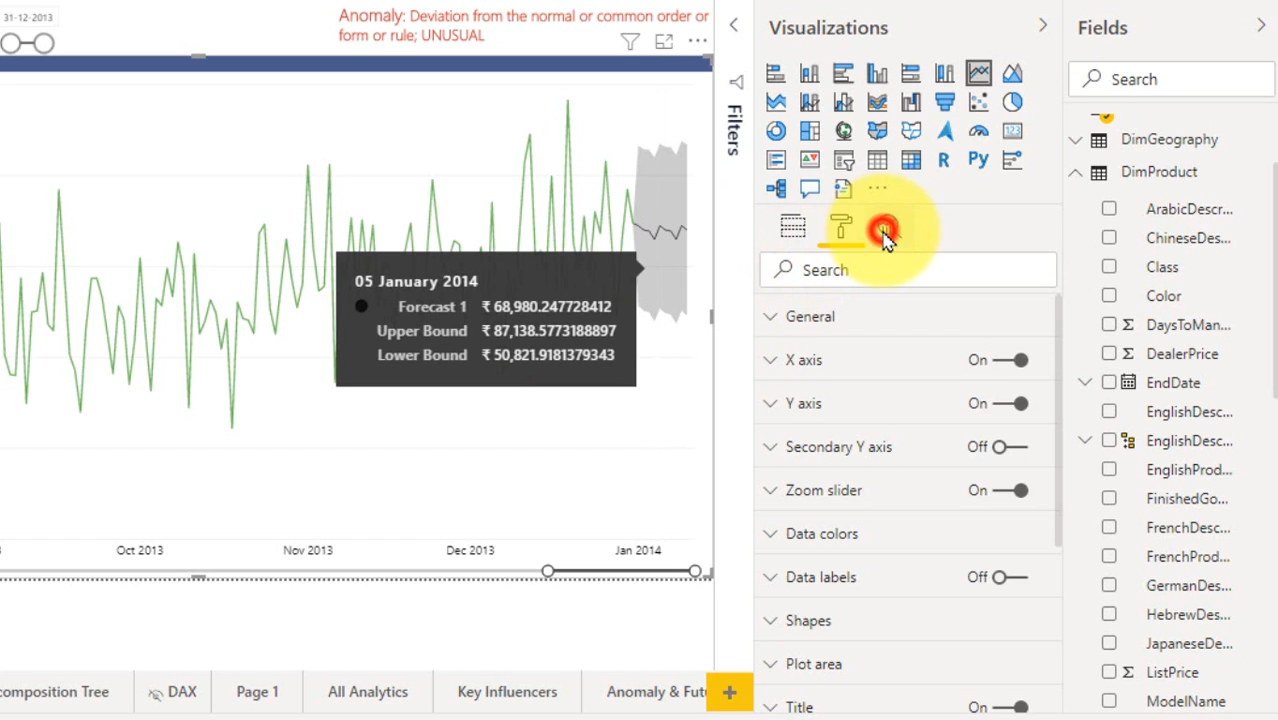 31-12-2013
Anomaly: Deviation from the normal or common order or
form or rule; UNUSUAL
05 January 2014
Forecast 1 ₹ 68,980.247728412
Upper Bound ₹ 87,138.5773188897
Lower Bound ₹ 50,821.9181379343
Oct 2013 Nov 2013 Dec 2013 Jan 2014
composition Tree
DAX
Page 1
All Analytics
Key Influencers
Anomaly & Futu
+
Filters
Visualizations
R
Py
123
Search
General
X axis On
Y axis On
Secondary Y axis Off
Zoom slider On
Data colors
Data labels Off
Shapes
Plot area
Title On
Fields
Search
DimGeography
DimProduct
ArabicDescr...
ChineseDes...
Class
Color
Σ DaysToMan...
Σ DealerPrice
EndDate
EnglishDesc...
EnglishDesc...
EnglishProd...
FinishedGo...
FrenchDesc...
FrenchProd...
GermanDes...
HebrewDes...
JapaneseDe...
Σ ListPrice
ModelName